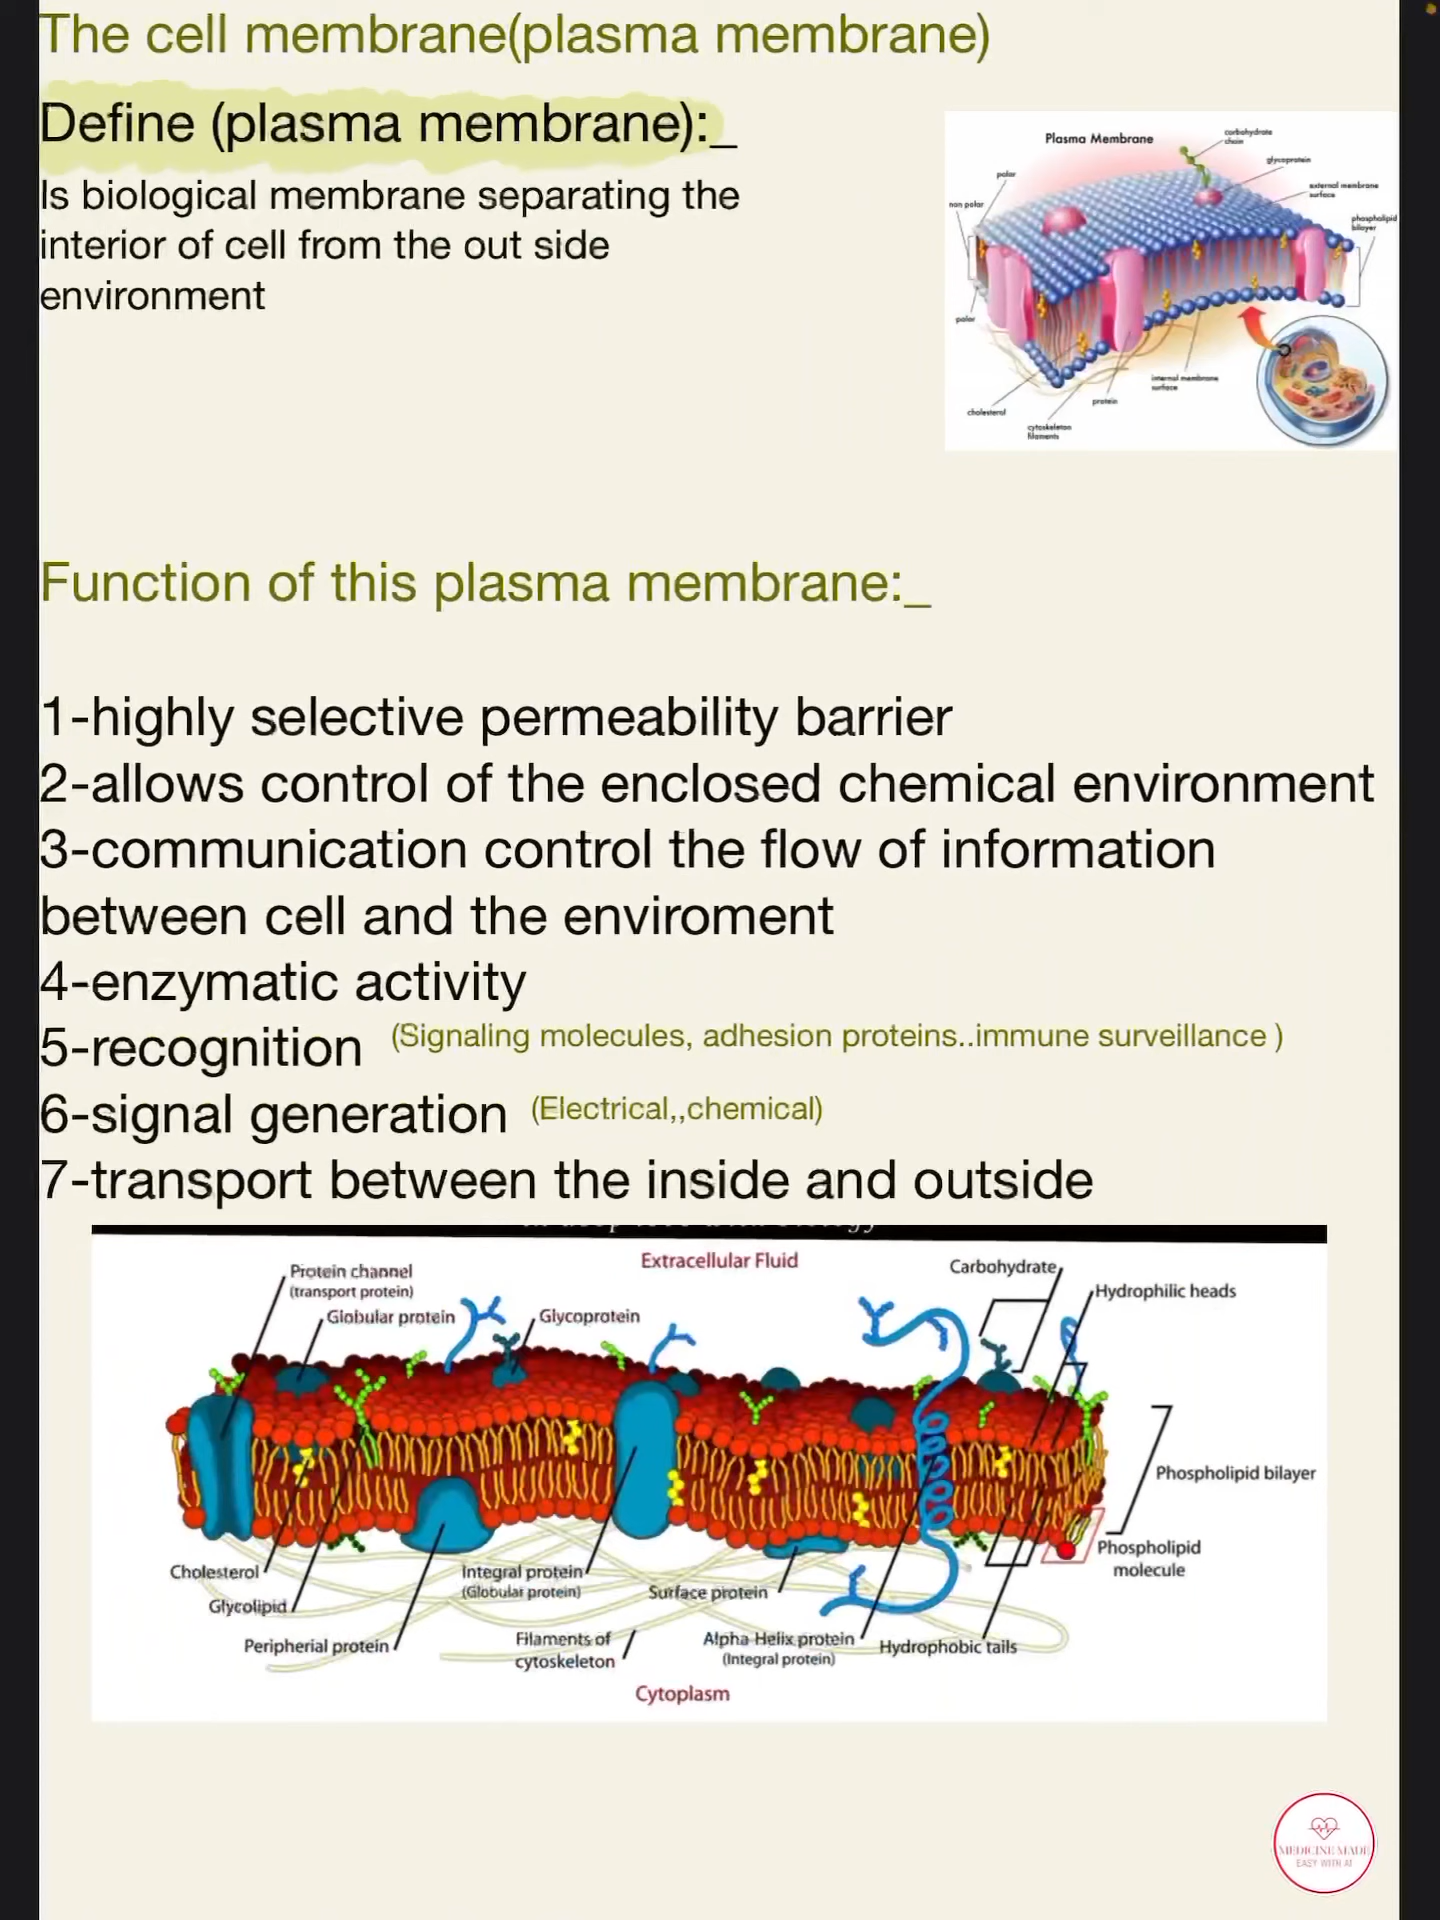 The cell membrane(plasma membrane)
Define (plasma membrane):_
Is biological membrane separating the
interior of cell from the out side
environment
Plasma Membrane
carbohydrate
chain
glycoprotein
polar
external membrane
surface
non polar
phospholipid
bilayer
polar
internal membrane
surface
protein
cholesterol
cytoskeleton
filaments
Function of this plasma membrane:_
1-highly selective permeability barrier
2-allows control of the enclosed chemical environment
3-communication control the flow of information
between cell and the enviroment
4-enzymatic activity
5-recognition (Signaling molecules, adhesion proteins..immune surveillance )
6-signal generation (Electrical,,chemical)
7-transport between the inside and outside
Extracellular Fluid
Protein channel
(transport protein)
Carbohydrate
Hydrophilic heads
Globular protein
Glycoprotein
Phospholipid bilayer
Phospholipid
molecule
Cholesterol
Integral protein
(Globular protein)
Surface protein
Glycolipid
Peripherial protein
Filaments of
cytoskeleton
Alpha-Helix protein
(Integral protein)
Hydrophobic tails
Cytoplasm
MEDICINE MADE
EASY WITH AI